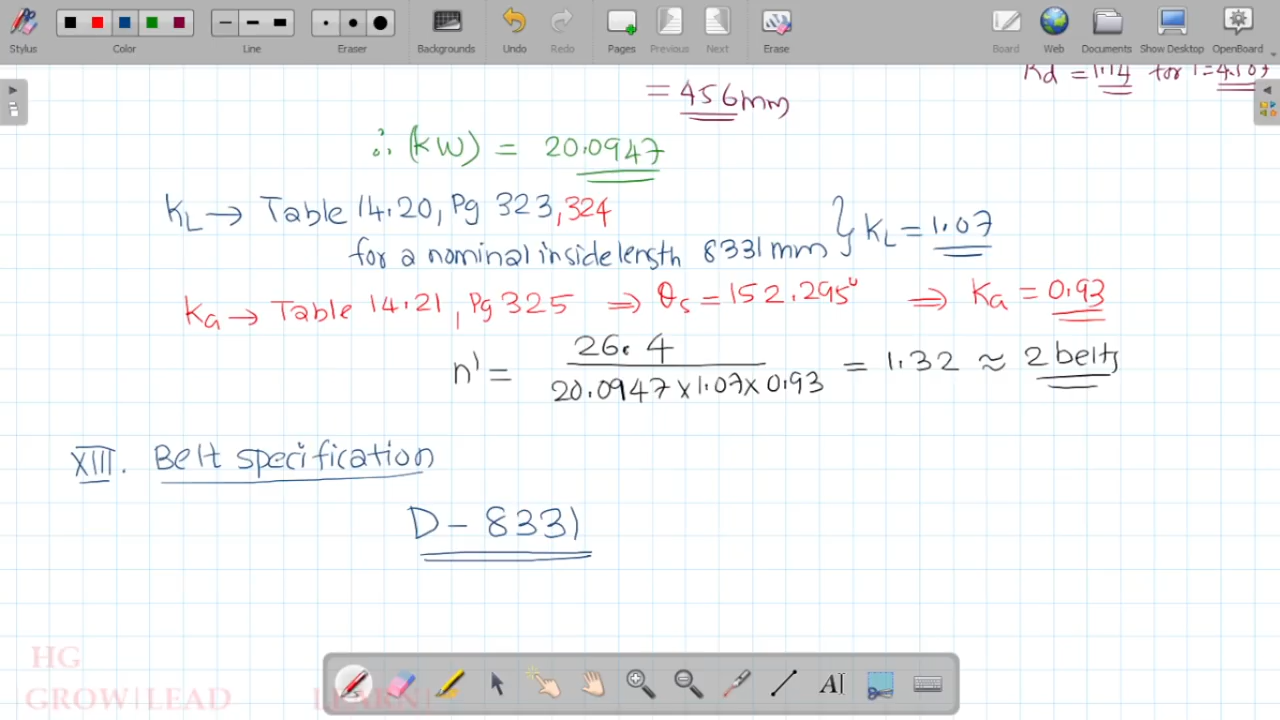 Stylus Color Line Eraser Backgrounds Undo Redo Pages Previous Next Erase Board Web Documents Show Desktop OpenBoard
Kd = 1.14 for i=4.107
= 456mm
∴ (kW) = 20.0947
KL → Table 14.20, Pg 323,324
for a nominal inside length 8331 mm } KL = 1.07
Ka → Table 14.21, Pg 325 ⇒ θs = 152.295° ⇒ Ka = 0.93
n' = 26.4 / 20.0947 x 1.07 x 0.93 = 1.32 ≈ 2 belts
XIII. Belt specification
D - 8331
HG
GROW|LEAD LEARN|